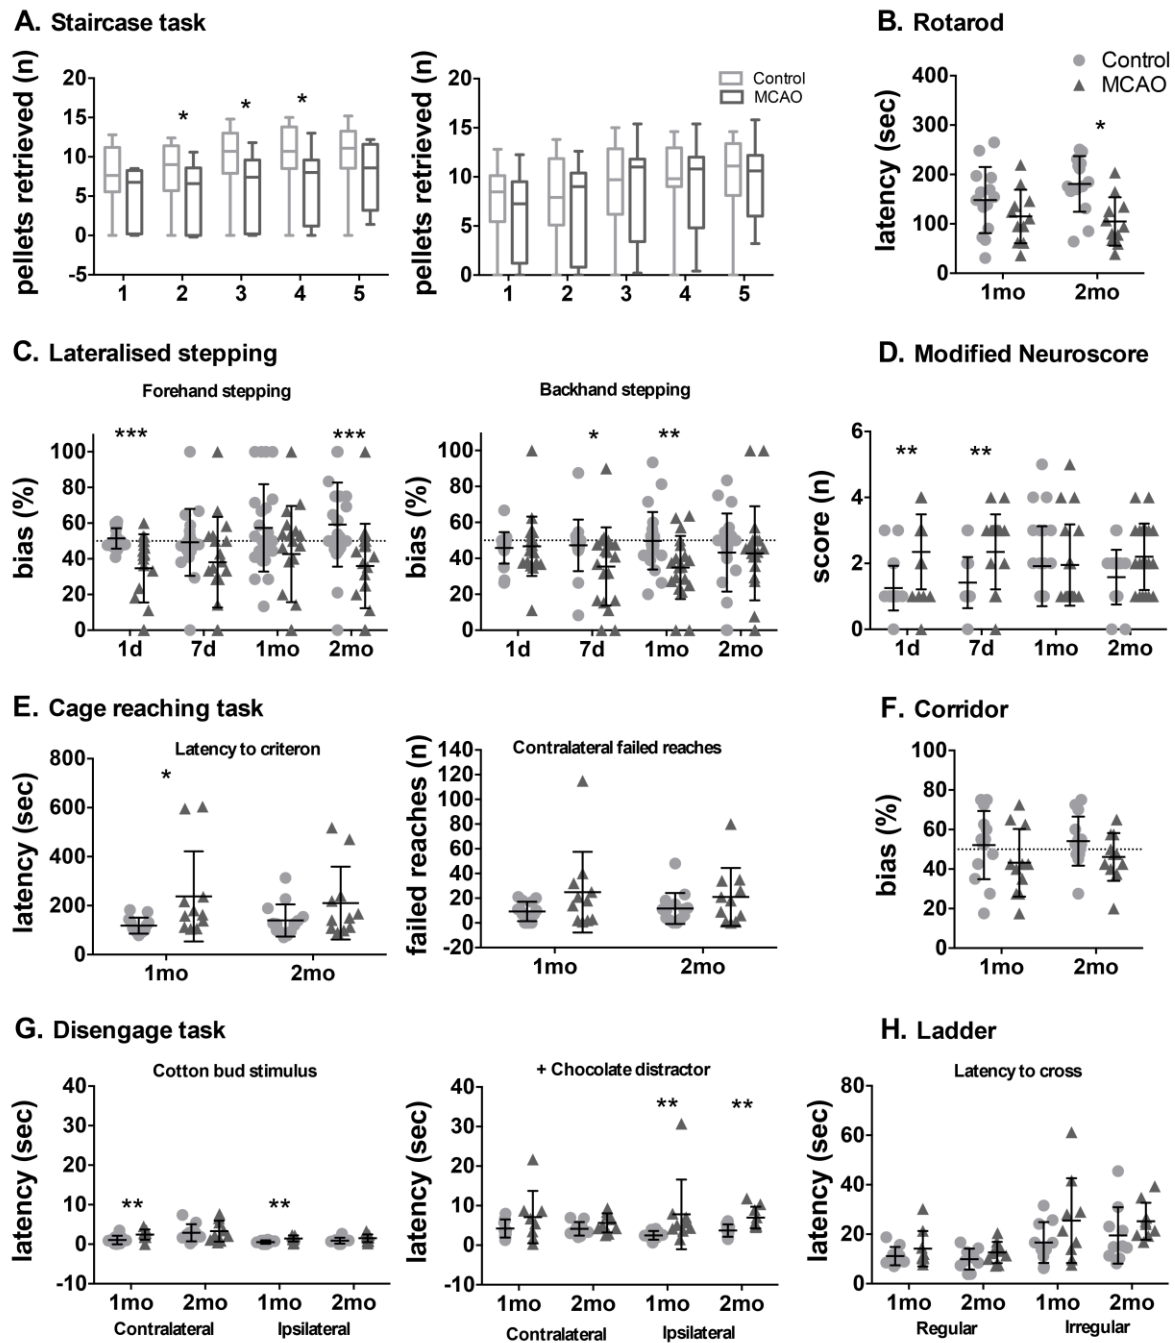 A. Staircase task
B. Rotarod
pellets retrieved (n)
20
15
10
5
0
-5
1
2
3
4
5
*
*
*
pellets retrieved (n)
20
15
10
5
0
1
2
3
4
5
Control
MCAO
Control
MCAO
latency (sec)
400
300
200
100
0
*
1mo
2mo
C. Lateralised stepping
D. Modified Neuroscore
Forehand stepping
bias (%)
100
80
60
40
20
0
***
***
1d
7d
1mo
2mo
Backhand stepping
bias (%)
100
80
60
40
20
0
*
**
1d
7d
1mo
2mo
score (n)
6
4
2
0
**
**
1d
7d
1mo
2mo
E. Cage reaching task
F. Corridor
Latency to criteron
latency (sec)
800
600
400
200
0
*
1mo
2mo
Contralateral failed reaches
failed reaches (n)
140
120
100
80
60
40
20
0
-20
1mo
2mo
bias (%)
100
80
60
40
20
0
1mo
2mo
G. Disengage task
H. Ladder
Cotton bud stimulus
latency (sec)
40
30
20
10
0
-10
**
**
1mo
2mo
1mo
2mo
Contralateral
Ipsilateral
+ Chocolate distractor
latency (sec)
40
30
20
10
0
-10
**
**
1mo
2mo
1mo
2mo
Contralateral
Ipsilateral
Latency to cross
latency (sec)
80
60
40
20
0
1mo
2mo
1mo
2mo
Regular
Irregular